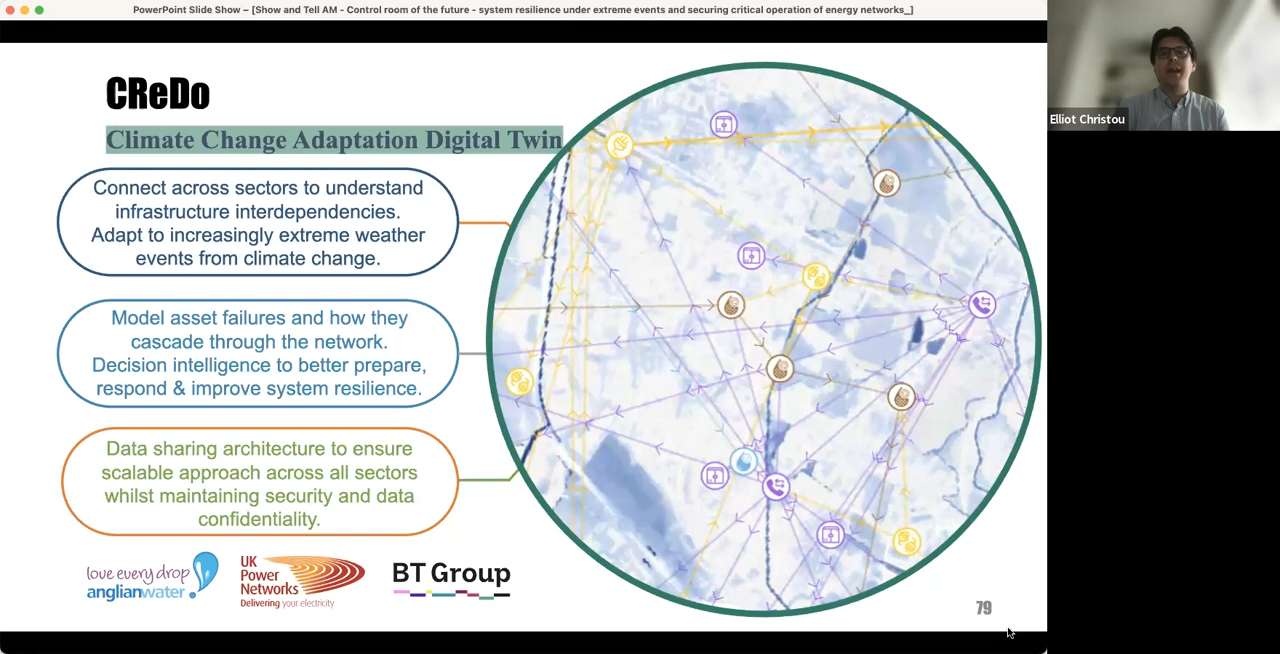 PowerPoint Slide Show – [Show and Tell AM - Control room of the future - system resilience under extreme events and securing critical operation of energy networks_]
CReDo
Climate Change Adaptation Digital Twin
Connect across sectors to understand
infrastructure interdependencies.
Adapt to increasingly extreme weather
events from climate change.
Model asset failures and how they
cascade through the network.
Decision intelligence to better prepare,
respond & improve system resilience.
Data sharing architecture to ensure
scalable approach across all sectors
whilst maintaining security and data
confidentiality.
love every drop
anglianwater
UK
Power
Networks
Delivering your electricity
BT Group
79
Elliot Christou